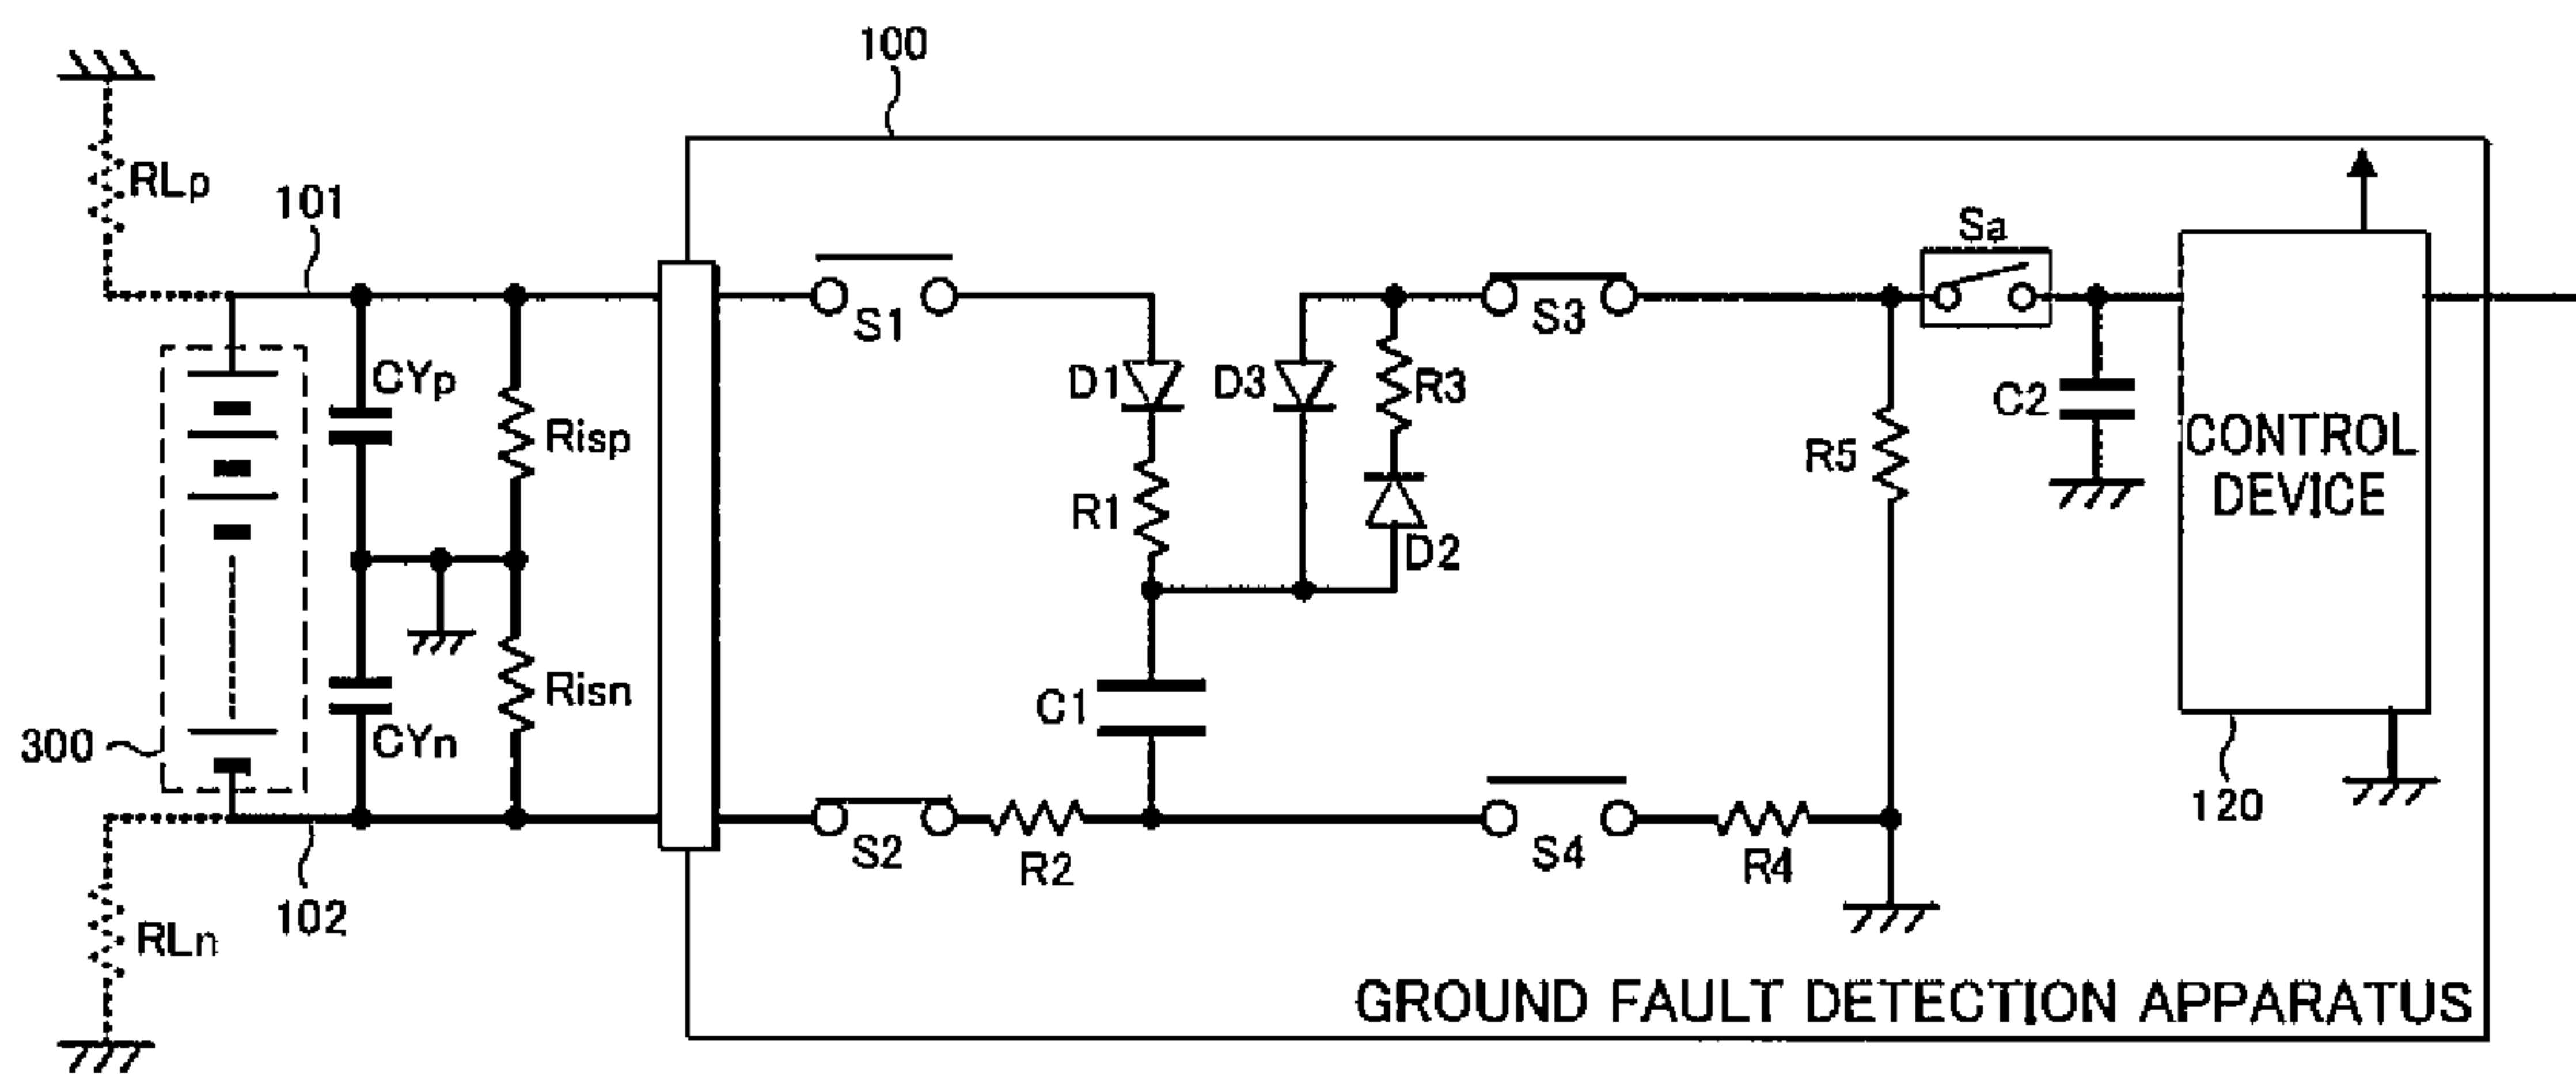 100
RLp
101
Sa
S1
S3
CYp
D1
D3
R3
C2
Risp
R5
CONTROL
DEVICE
R1
D2
Risn
C1
300
CYn
120
S2
R2
S4
R4
102
RLn
GROUND FAULT DETECTION APPARATUS